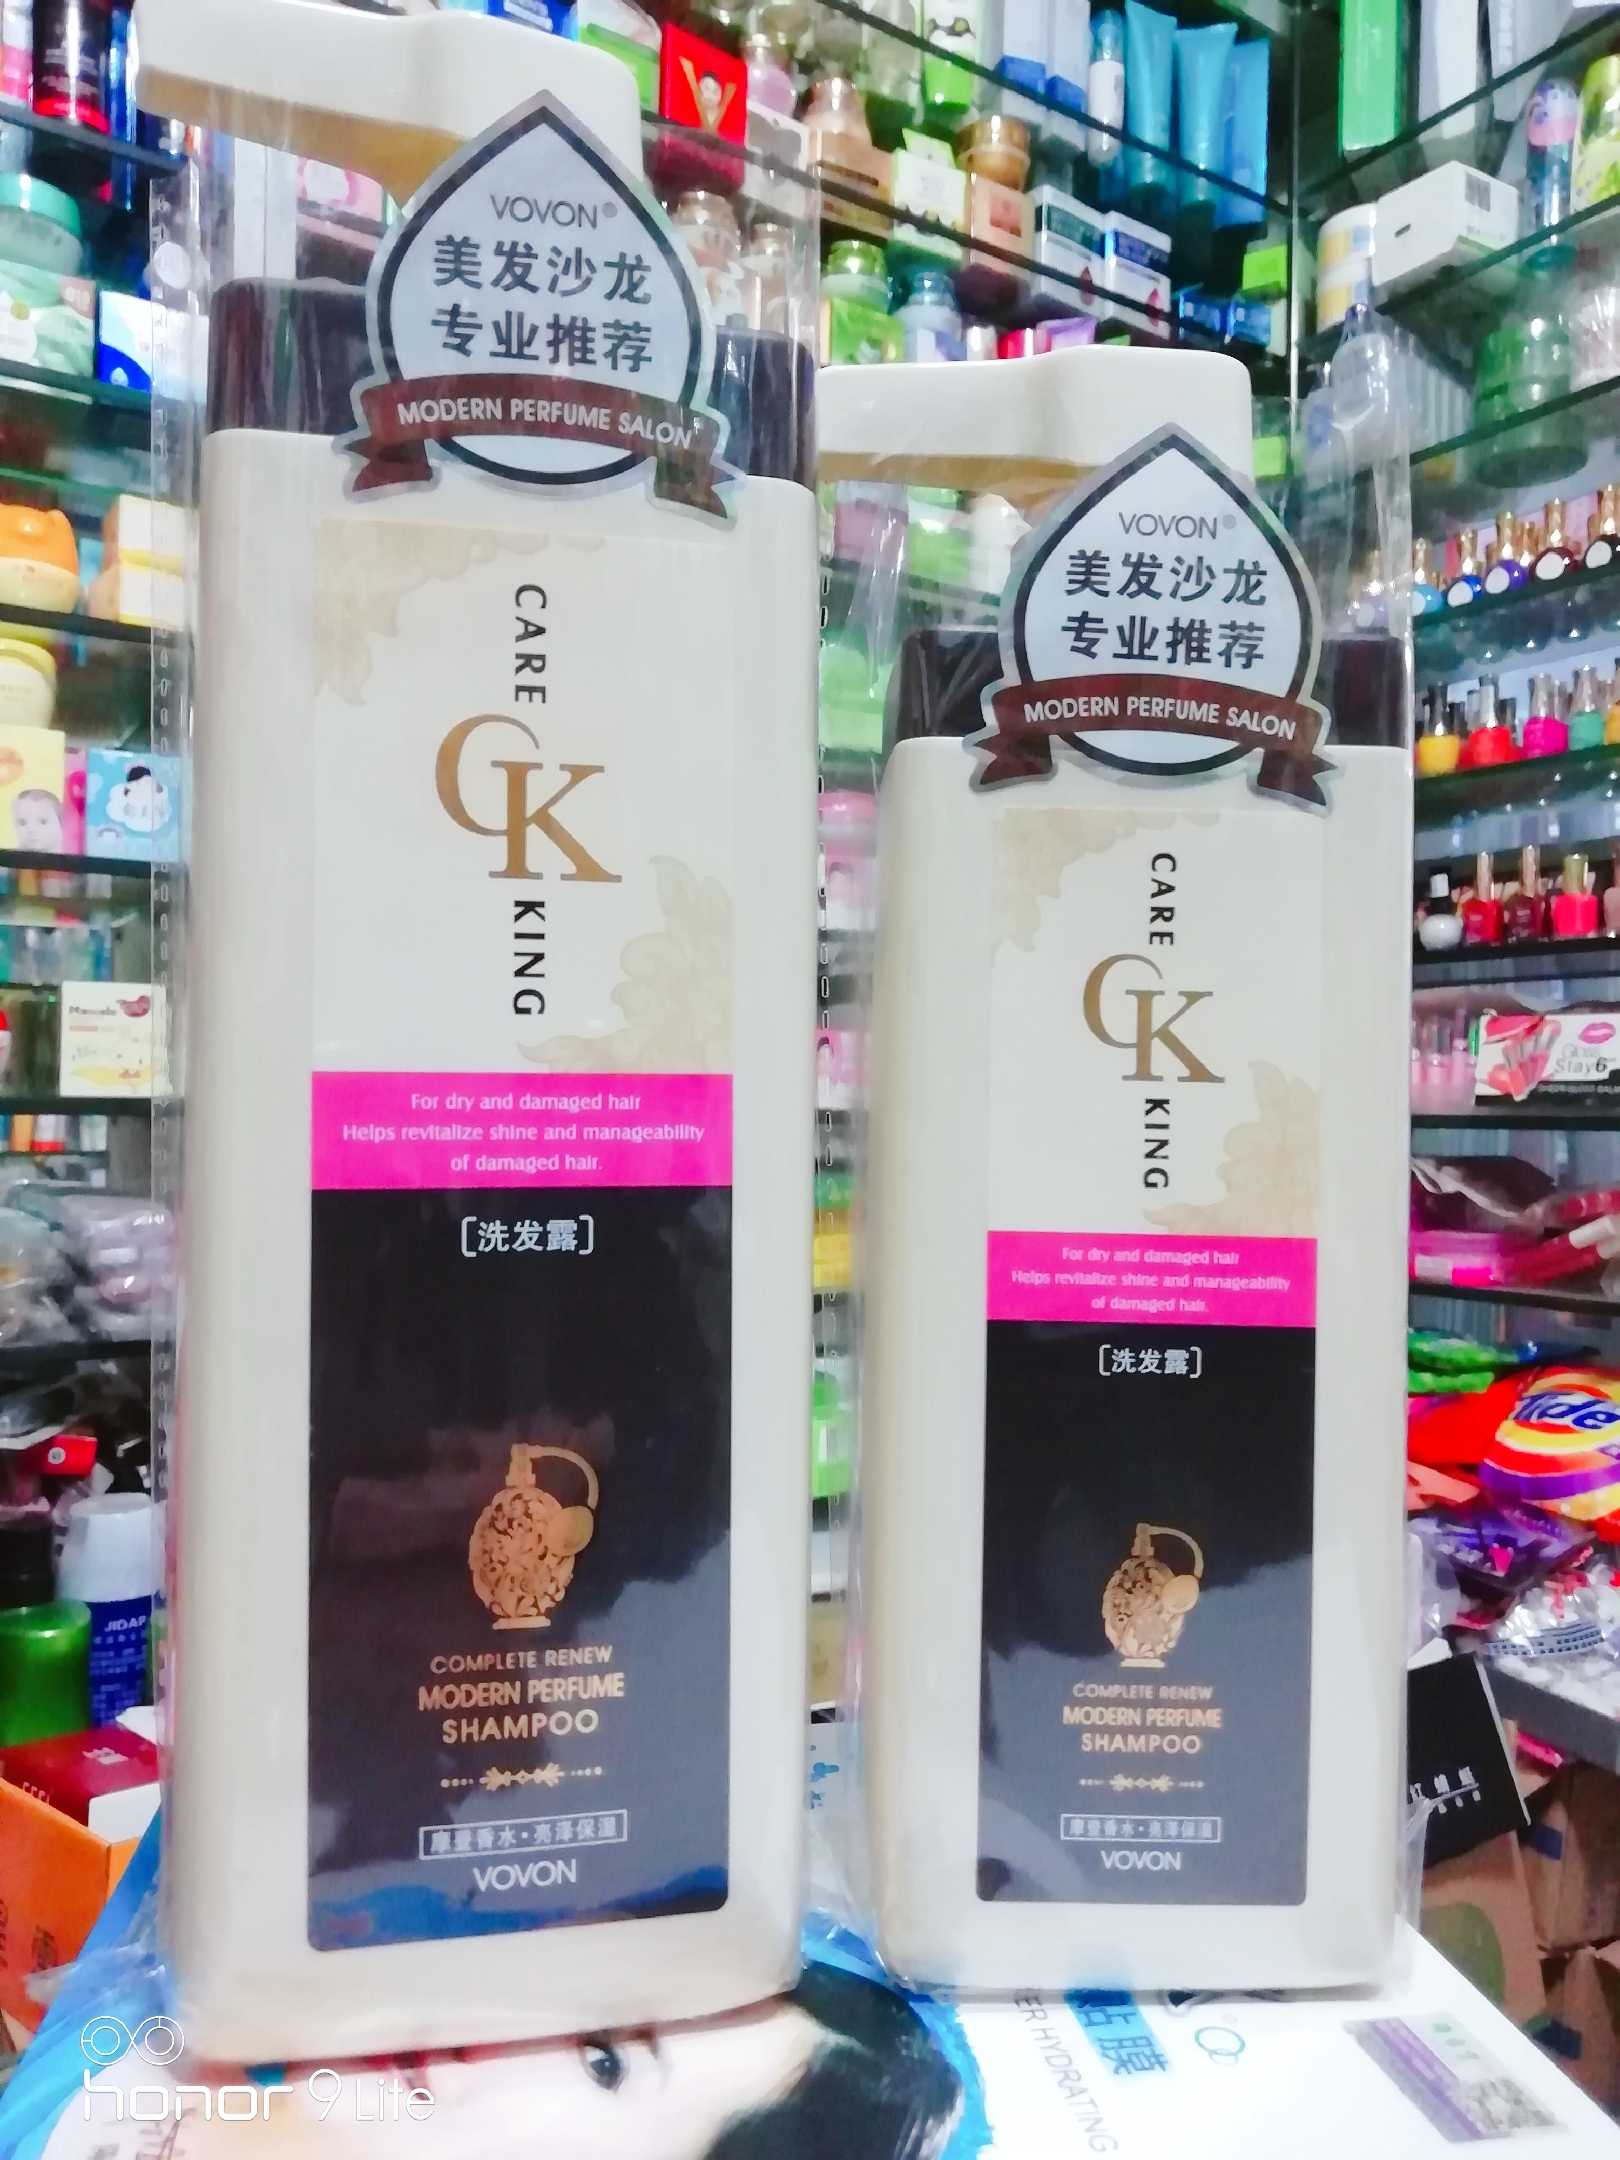 VOVON®
美发沙龙
专业推荐
MODERN PERFUME SALON
CARE
CK
KING
For dry and damaged hair
Helps revitalize shine and manageability
of damaged hair.
[洗发露]
COMPLETE RENEW
MODERN PERFUME
SHAMPOO
摩登香水·亮泽保湿
VOVON
VOVON®
美发沙龙
专业推荐
MODERN PERFUME SALON
CARE
CK
KING
For dry and damaged hair
Helps revitalize shine and manageability
of damaged hair.
[洗发露]
COMPLETE RENEW
MODERN PERFUME
SHAMPOO
摩登香水·亮泽保湿
VOVON
Stay6
HYDRATING
honor 9 Lite